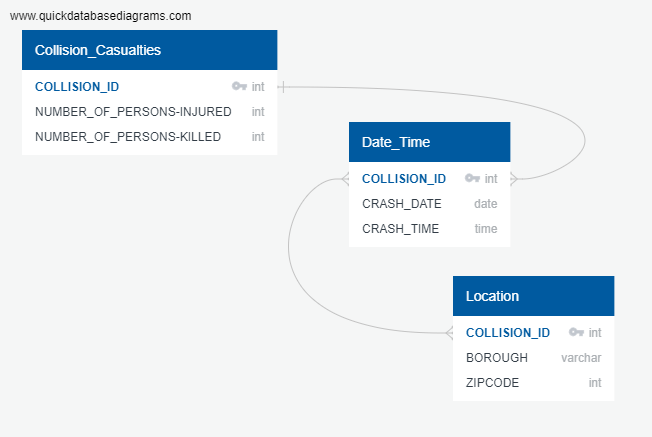 www.quickdatabasediagrams.com
Collision_Casualties
COLLISION_ID int
NUMBER_OF_PERSONS-INJURED int
NUMBER_OF_PERSONS-KILLED int
Date_Time
COLLISION_ID int
CRASH_DATE date
CRASH_TIME time
Location
COLLISION_ID int
BOROUGH varchar
ZIPCODE int